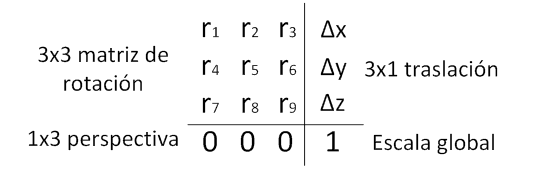 r₁ r₂ r₃ Δx
3x3 matriz de
rotación
r₄ r₅ r₆ Δy 3x1 traslación
r₇ r₈ r₉ Δz
1x3 perspectiva 0 0 0 1 Escala global